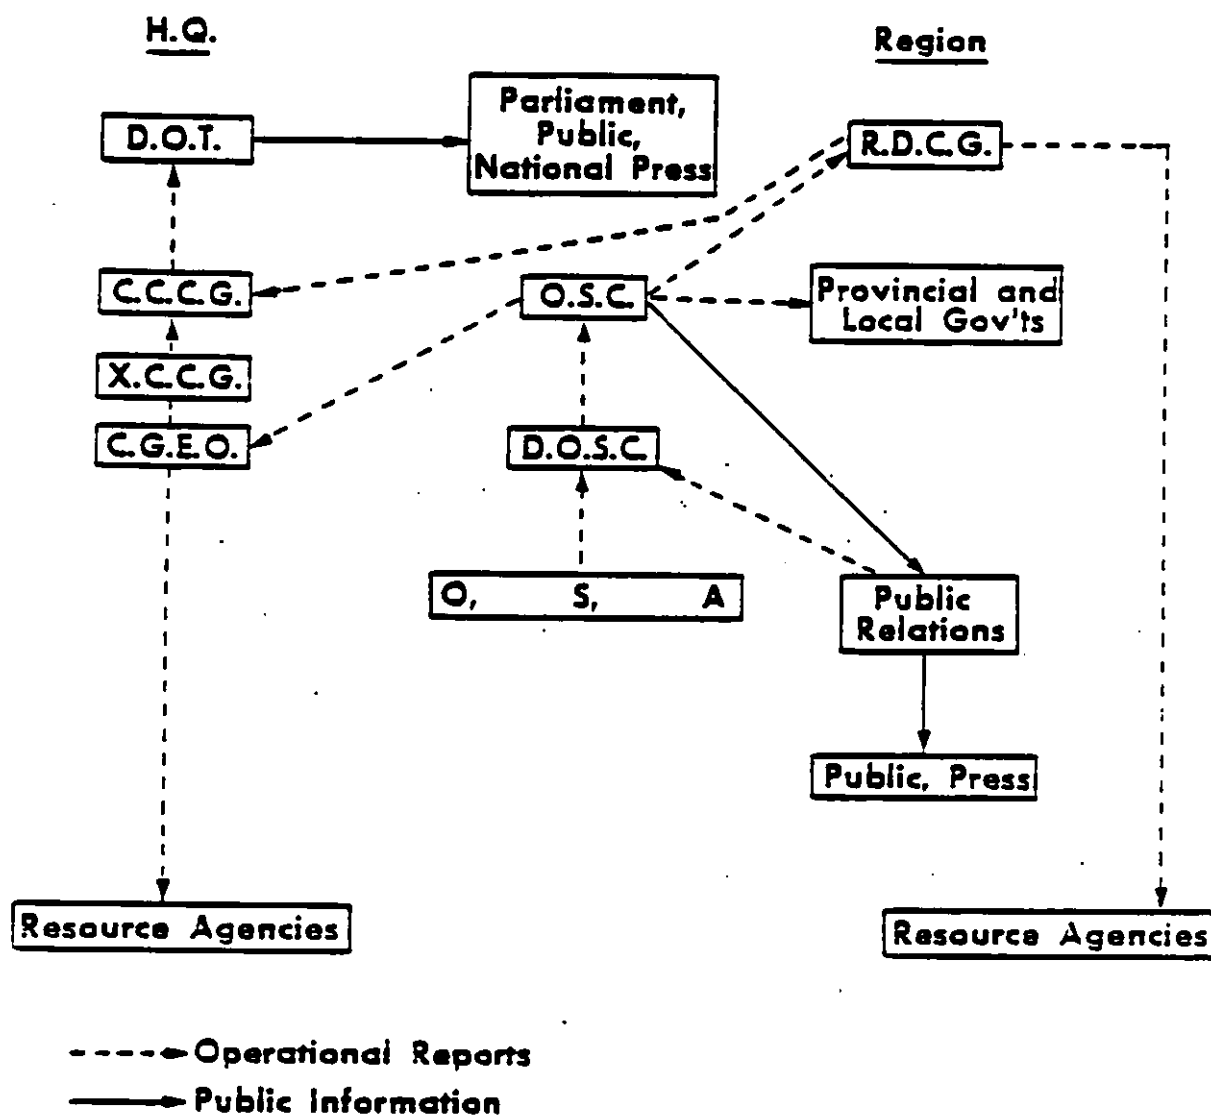 H.Q.
Region
D.O.T.
Parliament,
Public,
National Press
R.D.C.G.
C.C.C.G.
O.S.C.
Provincial and
Local Gov'ts
X.C.C.G.
C.G.E.O.
D.O.S.C.
O, S, A
Public
Relations
Public, Press
Resource Agencies
Resource Agencies
Operational Reports
Public Information